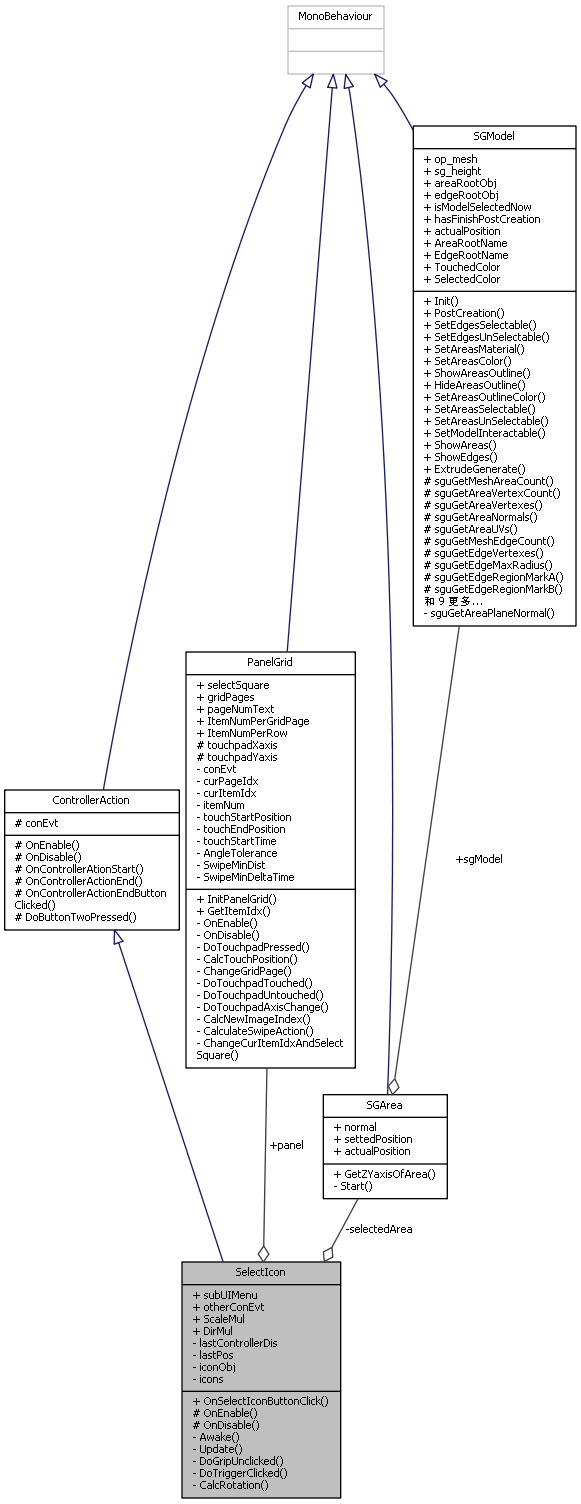 MonoBehaviour
SGModel
+ op_mesh
+ sg_height
+ areaRootObj
+ edgeRootObj
+ isModelSelectedNow
+ hasFinishPostCreation
+ actualPosition
+ AreaRootName
+ EdgeRootName
+ TouchedColor
+ SelectedColor
+ Init()
+ PostCreation()
+ SetEdgesSelectable()
+ SetEdgesUnSelectable()
+ SetAreasMaterial()
+ SetAreasColor()
+ ShowAreasOutline()
+ HideAreasOutline()
+ SetAreasOutlineColor()
+ SetAreasSelectable()
+ SetAreasUnSelectable()
+ SetModelInteractable()
+ ShowAreas()
+ ShowEdges()
+ ExtrudeGenerate()
# sguGetMeshAreaCount()
# sguGetAreaVertexCount()
# sguGetAreaVertexes()
# sguGetAreaNormals()
# sguGetAreaUVs()
# sguGetMeshEdgeCount()
# sguGetEdgeVertexes()
# sguGetEdgeMaxRadius()
# sguGetEdgeRegionMarkA()
# sguGetEdgeRegionMarkB()
和 9 更多...
- sguGetAreaPlaneNormal()
PanelGrid
+ selectSquare
+ gridPages
+ pageNumText
+ ItemNumPerGridPage
+ ItemNumPerRow
# touchpadXaxis
# touchpadYaxis
- conEvt
- curPageIdx
- curItemIdx
- itemNum
- touchStartPosition
- touchEndPosition
- touchStartTime
- AngleTolerance
- SwipeMinDist
- SwipeMinDeltaTime
+ InitPanelGrid()
+ GetItemIdx()
- OnEnable()
- OnDisable()
- DoTouchpadPressed()
- CalcTouchPosition()
- ChangeGridPage()
- DoTouchpadTouched()
- DoTouchpadUntouched()
- DoTouchpadAxisChange()
- CalcNewImageIndex()
- CalculateSwipeAction()
- ChangeCurItemIdxAndSelect
Square()
ControllerAction
# conEvt
# OnEnable()
# OnDisable()
# OnControllerAtionStart()
# OnControllerActionEnd()
# OnControllerActionEndButton
Clicked()
# DoButtonTwoPressed()
+sgModel
SGArea
+ normal
+ settedPosition
+ actualPosition
+ GetZYaxisOfArea()
- Start()
+panel
-selectedArea
SelectIcon
+ subUIMenu
+ otherConEvt
+ ScaleMul
+ DirMul
- lastControllerDis
- lastPos
- iconObj
- icons
+ OnSelectIconButtonClick()
# OnEnable()
# OnDisable()
- Awake()
- Update()
- DoGripUnclicked()
- DoTriggerClicked()
- CalcRotation()